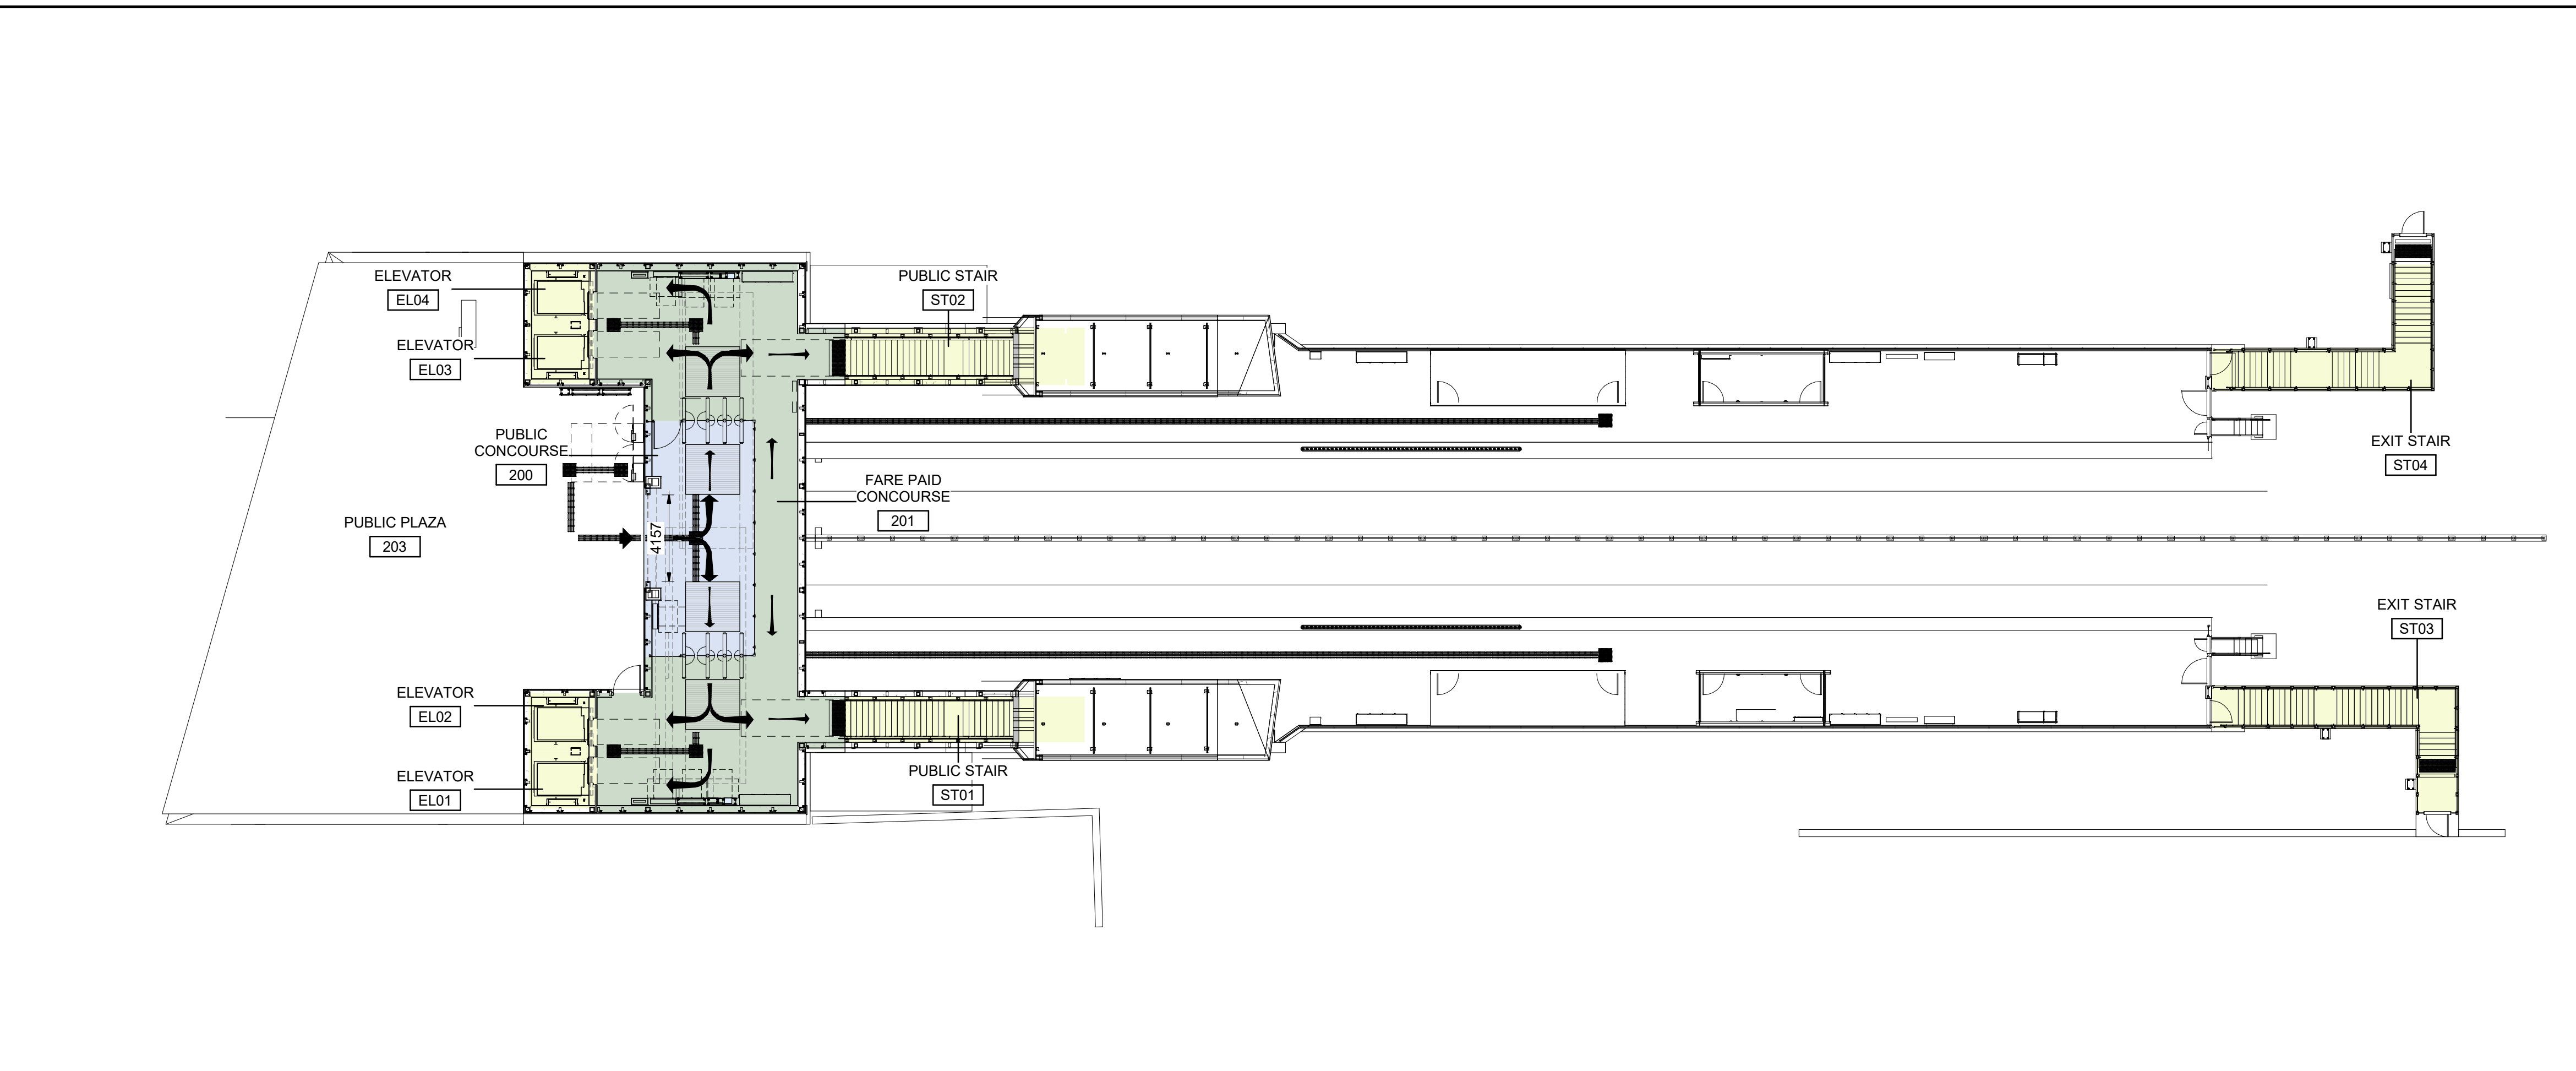 ELEVATOR
EL04
ELEVATOR
EL03
PUBLIC STAIR
ST02
PUBLIC
CONCOURSE
200
EXIT STAIR
ST04
FARE PAID
CONCOURSE
201
PUBLIC PLAZA
203
4157
EXIT STAIR
ST03
ELEVATOR
EL02
ELEVATOR
EL01
PUBLIC STAIR
ST01